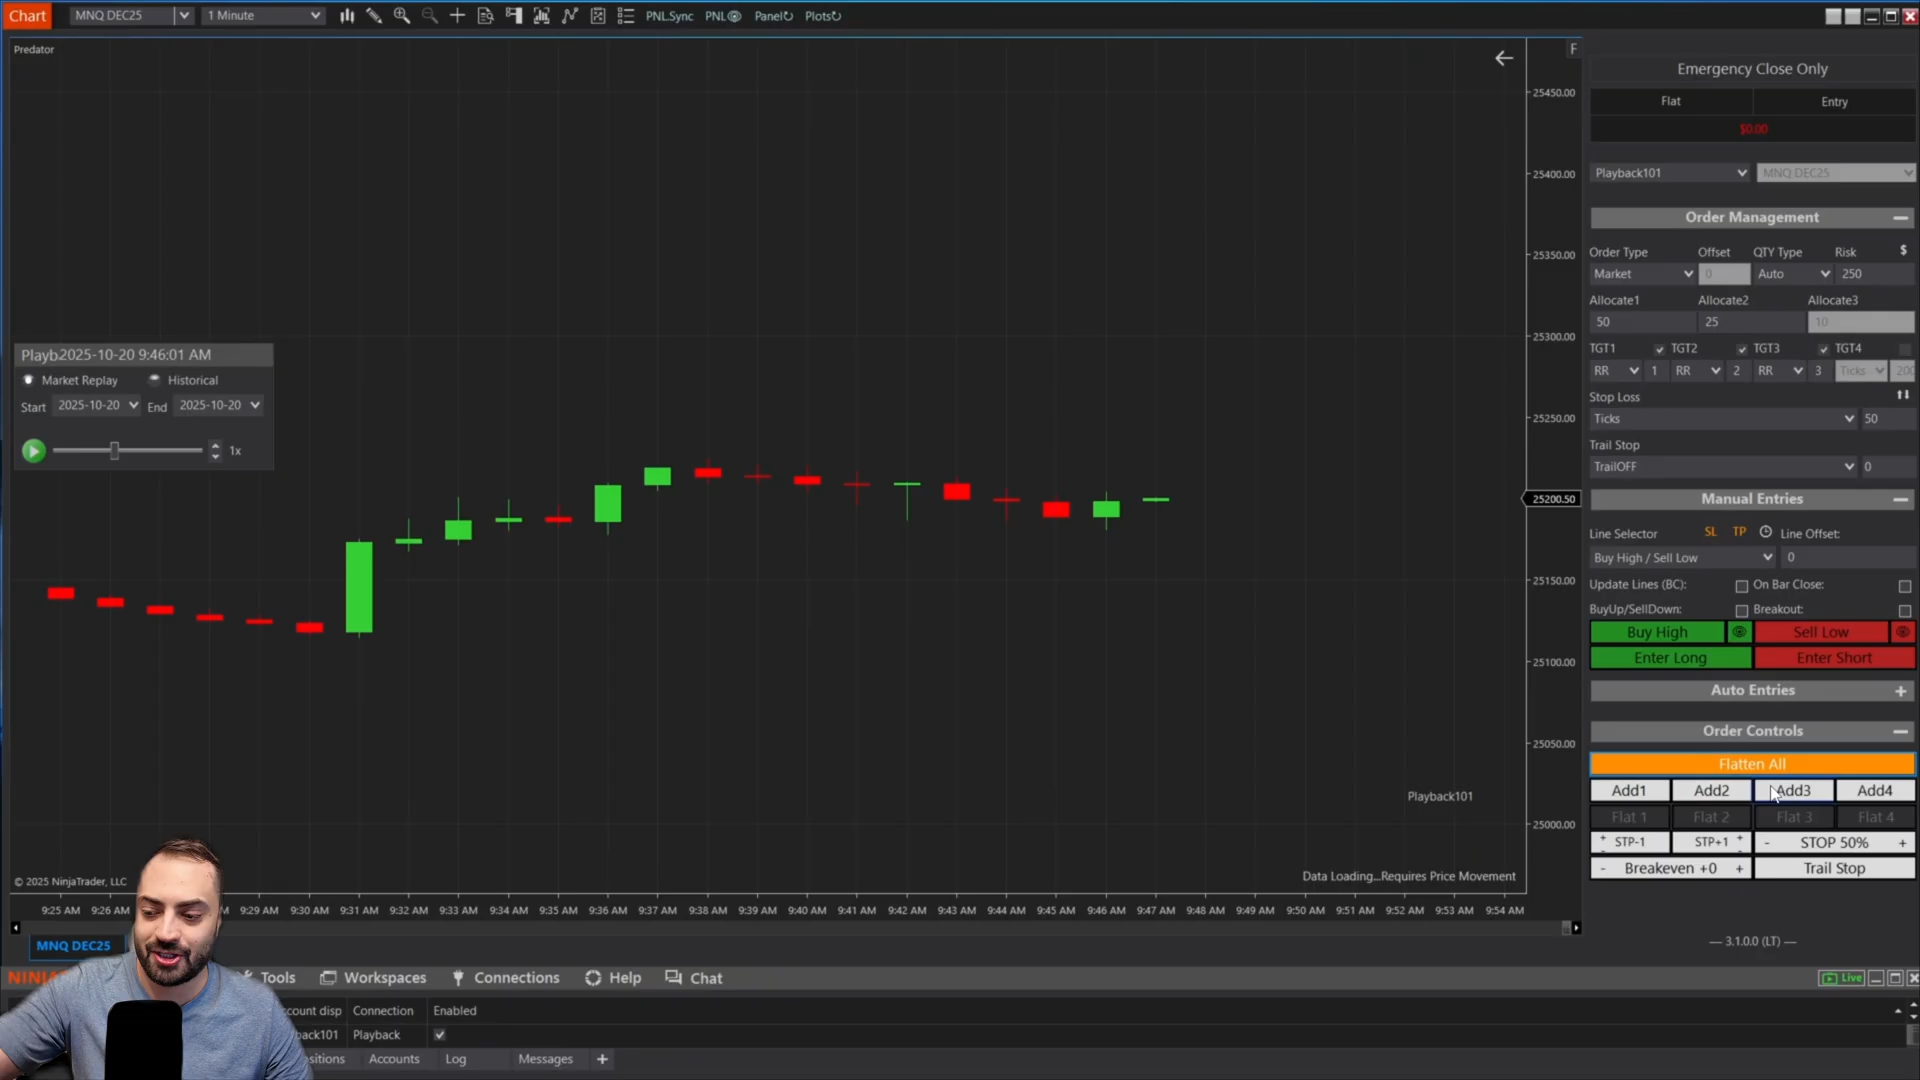 Chart MNQ DEC25 1 Minute PNL.Sync PNL Panel Plots
Predator
F
25450.00
25400.00
25350.00
25300.00
25250.00
25200.50
25150.00
25100.00
25050.00
25000.00
Playb2025-10-20 9:46:01 AM
Market Replay Historical
Start 2025-10-20 End 2025-10-20
1x
Playback101
© 2025 NinjaTrader, LLC
Data Loading...Requires Price Movement
9:25 AM 9:26 AM 9:29 AM 9:30 AM 9:31 AM 9:32 AM 9:33 AM 9:34 AM 9:35 AM 9:36 AM 9:37 AM 9:38 AM 9:39 AM 9:40 AM 9:41 AM 9:42 AM 9:43 AM 9:44 AM 9:45 AM 9:46 AM 9:47 AM 9:48 AM 9:49 AM 9:50 AM 9:51 AM 9:52 AM 9:53 AM 9:54 AM
MNQ DEC25
Emergency Close Only
Flat Entry
$0.00
Playback101 MNQ DEC25
Order Management
Order Type Offset QTY Type Risk $
Market 0 Auto 250
Allocate1 Allocate2 Allocate3
50 25 10
TGT1 TGT2 TGT3 TGT4
RR 1 RR 2 RR 3 Ticks 200
Stop Loss
Ticks 50
Trail Stop
TrailOFF 0
Manual Entries
Line Selector SL TP Line Offset:
Buy High / Sell Low 0
Update Lines (BC): On Bar Close:
BuyUp/SellDown: Breakout:
Buy High Sell Low
Enter Long Enter Short
Auto Entries +
Order Controls
Flatten All
Add1 Add2 Add3 Add4
Flat 1 Flat 2 Flat 3 Flat 4
+ - STP-1 STP+1 + - - STOP 50% +
- Breakeven +0 + Trail Stop
— 3.1.0.0 (LT) —
NINJ Tools Workspaces Connections Help Chat Live
count disp Connection Enabled
back101 Playback
sitions Accounts Log Messages +